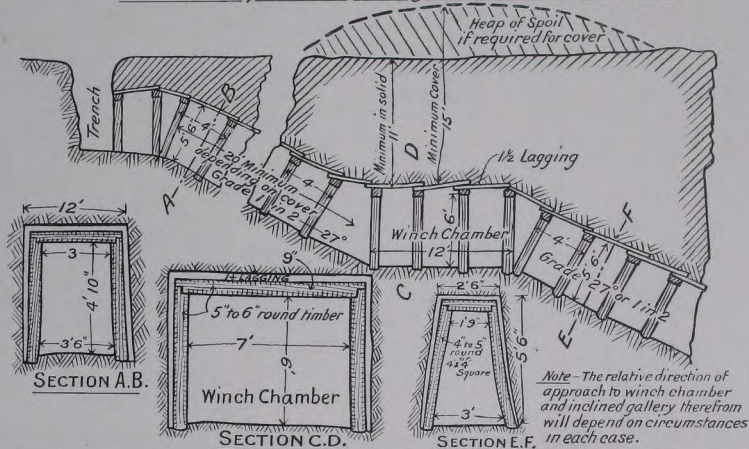 Heap of Spoil
if required for cover
Trench
A
B
5'6"
4'
20' Minimum
depending on cover
Grade 1 in 2 - 27°
4
Minimum in solid
11'
D
Minimum Cover
15'
1½ Lagging
6'
Winch Chamber
12'
C
4
5'6"
Grade 27° or 1 in 2
F
E
12'
3
4' 10"
3'6"
SECTION A.B.
LAGGING
9"
5" to 6" round timber
7'
6'
Winch Chamber
SECTION C.D.
2'6"
1'9"
4" to 5"
round
or
4 x 4
Square
5'6"
3'
SECTION E.F.
Note - The relative direction of
approach to winch chamber
and inclined gallery therefrom
will depend on circumstances
in each case.